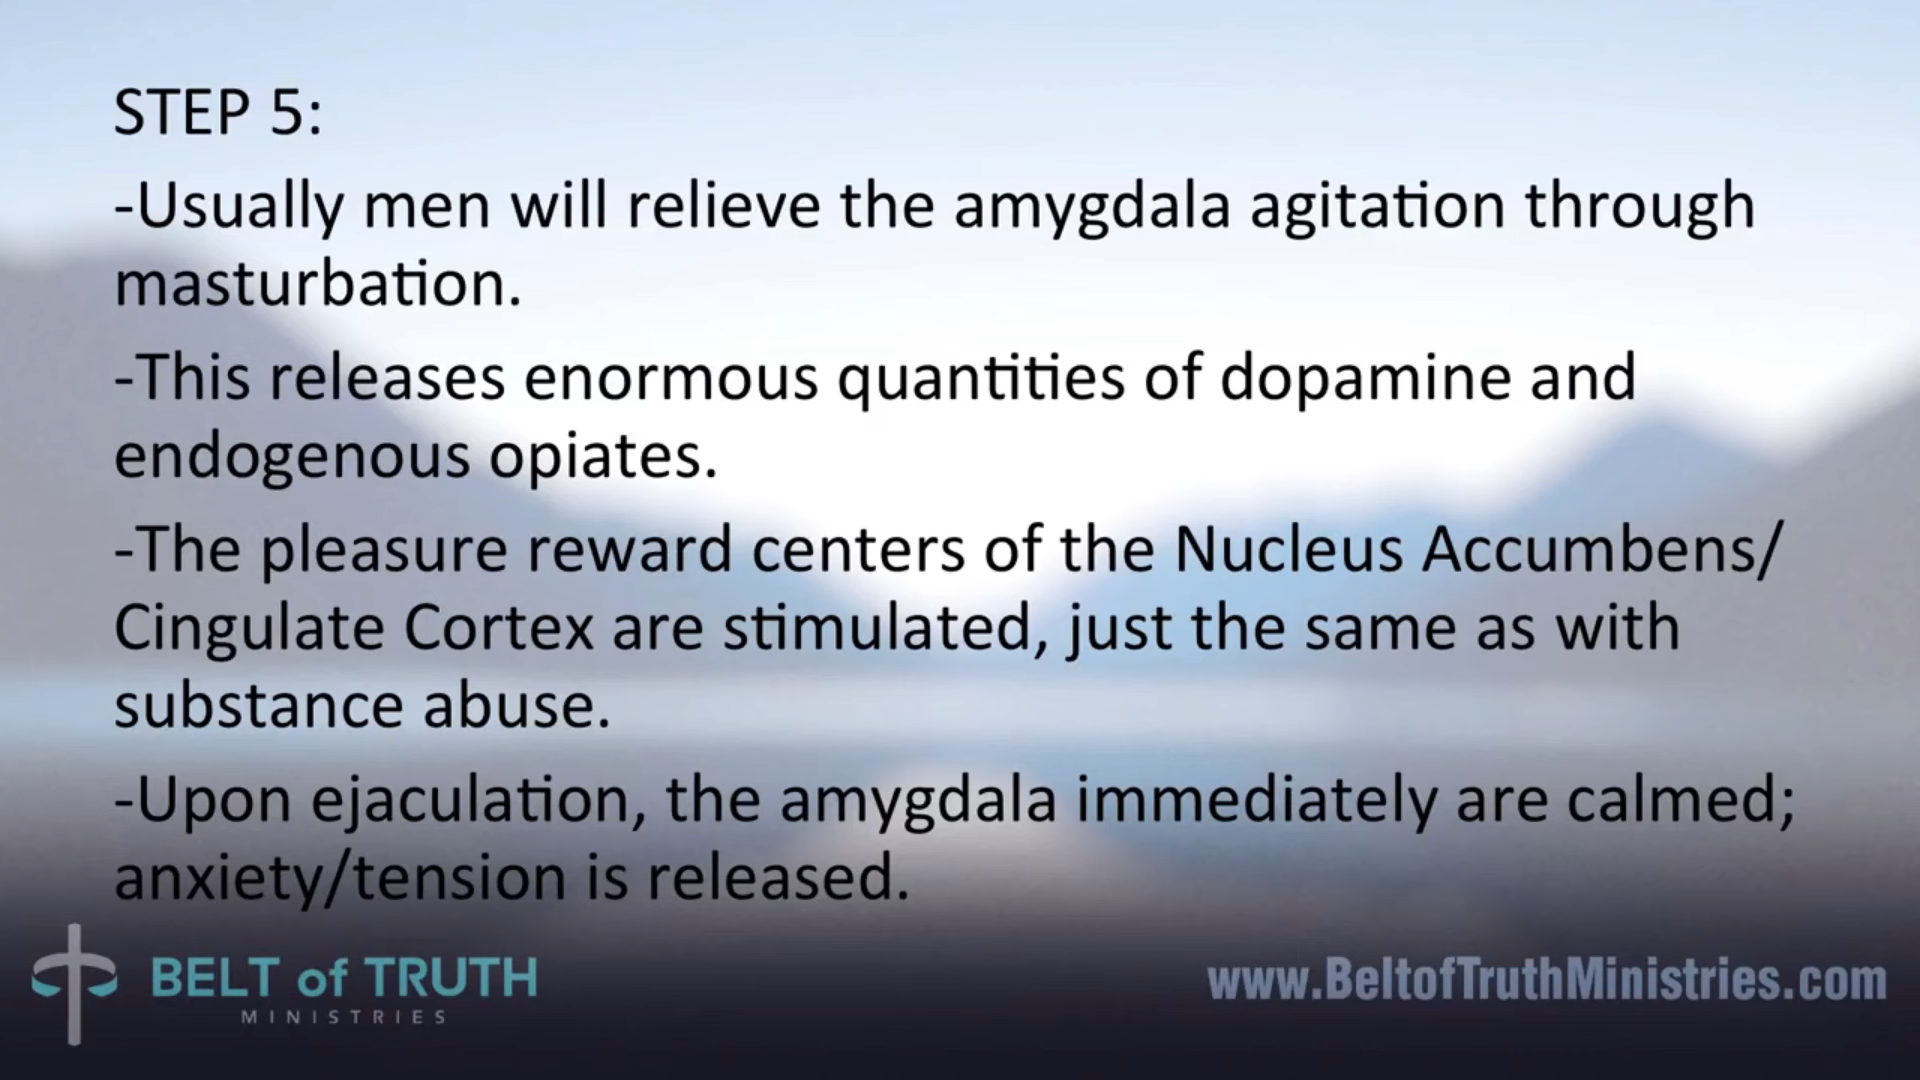 STEP 5:
-Usually men will relieve the amygdala agitation through
masturbation.
-This releases enormous quantities of dopamine and
endogenous opiates.
-The pleasure reward centers of the Nucleus Accumbens/
Cingulate Cortex are stimulated, just the same as with
substance abuse.
-Upon ejaculation, the amygdala immediately are calmed;
anxiety/tension is released.
BELT of TRUTH
MINISTRIES
www.BeltofTruthMinistries.com